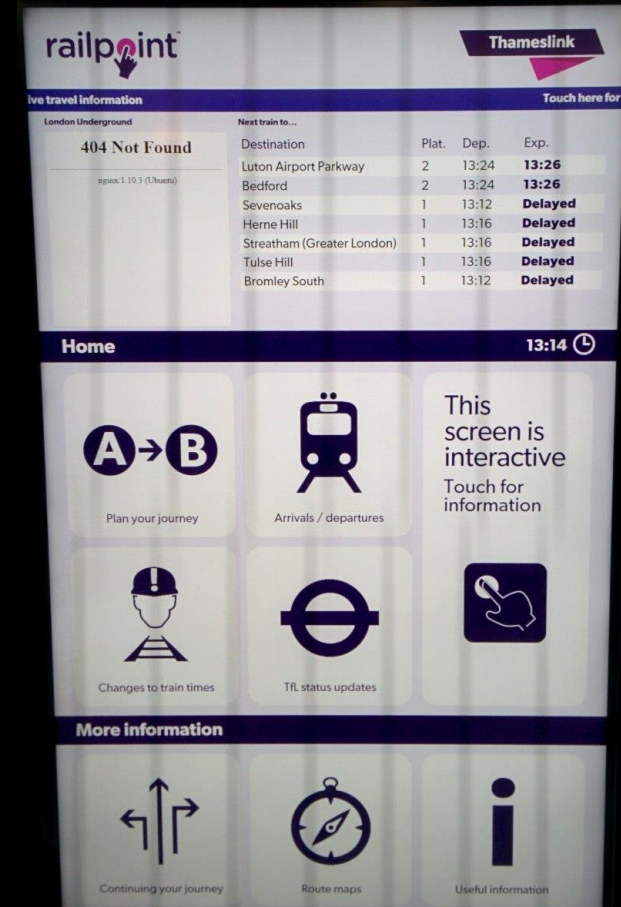 railpoint™
Thameslink
ive travel information
Touch here for
London Underground
404 Not Found
nginx/1.10.3 (Ubuntu)
Next train to...
Destination Plat. Dep. Exp.
Luton Airport Parkway 2 13:24 13:26
Bedford 2 13:24 13:26
Sevenoaks 1 13:12 Delayed
Herne Hill 1 13:16 Delayed
Streatham (Greater London) 1 13:16 Delayed
Tulse Hill 1 13:16 Delayed
Bromley South 1 13:12 Delayed
Home 13:14
A B
Plan your journey
Arrivals / departures
This
screen is
interactive
Touch for
information
Changes to train times
TfL status updates
More information
Continuing your journey
Route maps
Useful information